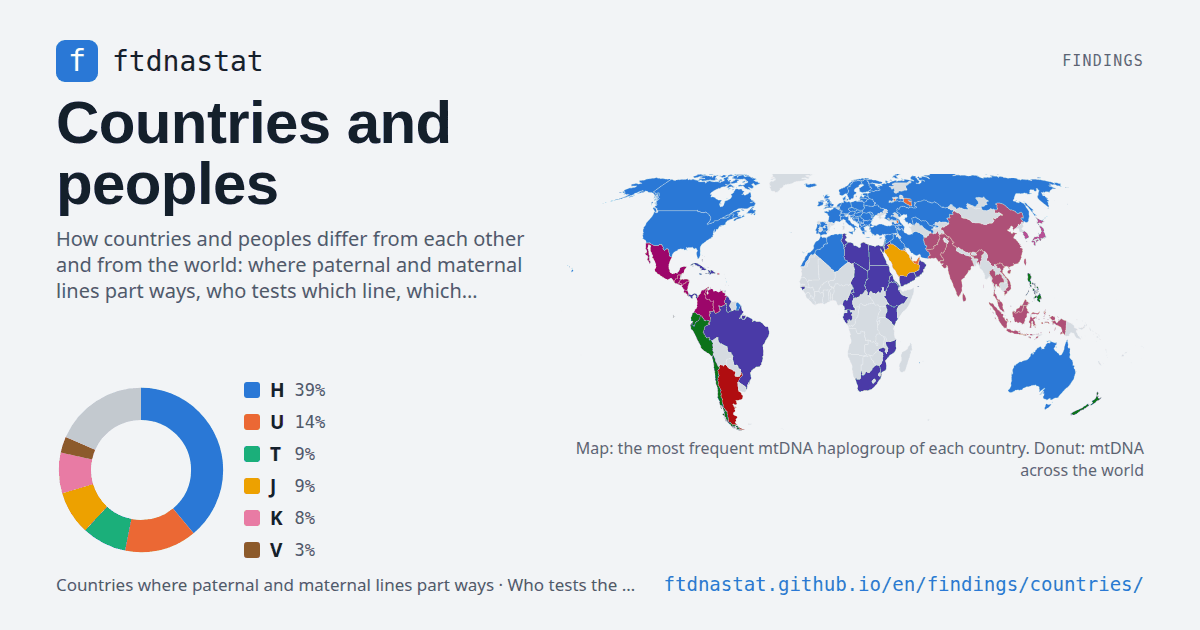 f ftdnastat
FINDINGS
Countries and
peoples
How countries and peoples differ from each other
and from the world: where paternal and maternal
lines part ways, who tests which line, which...
H 39%
U 14%
T 9%
J 9%
K 8%
V 3%
Map: the most frequent mtDNA haplogroup of each country. Donut: mtDNA
across the world
Countries where paternal and maternal lines part ways · Who tests the ...
ftdnastat.github.io/en/findings/countries/